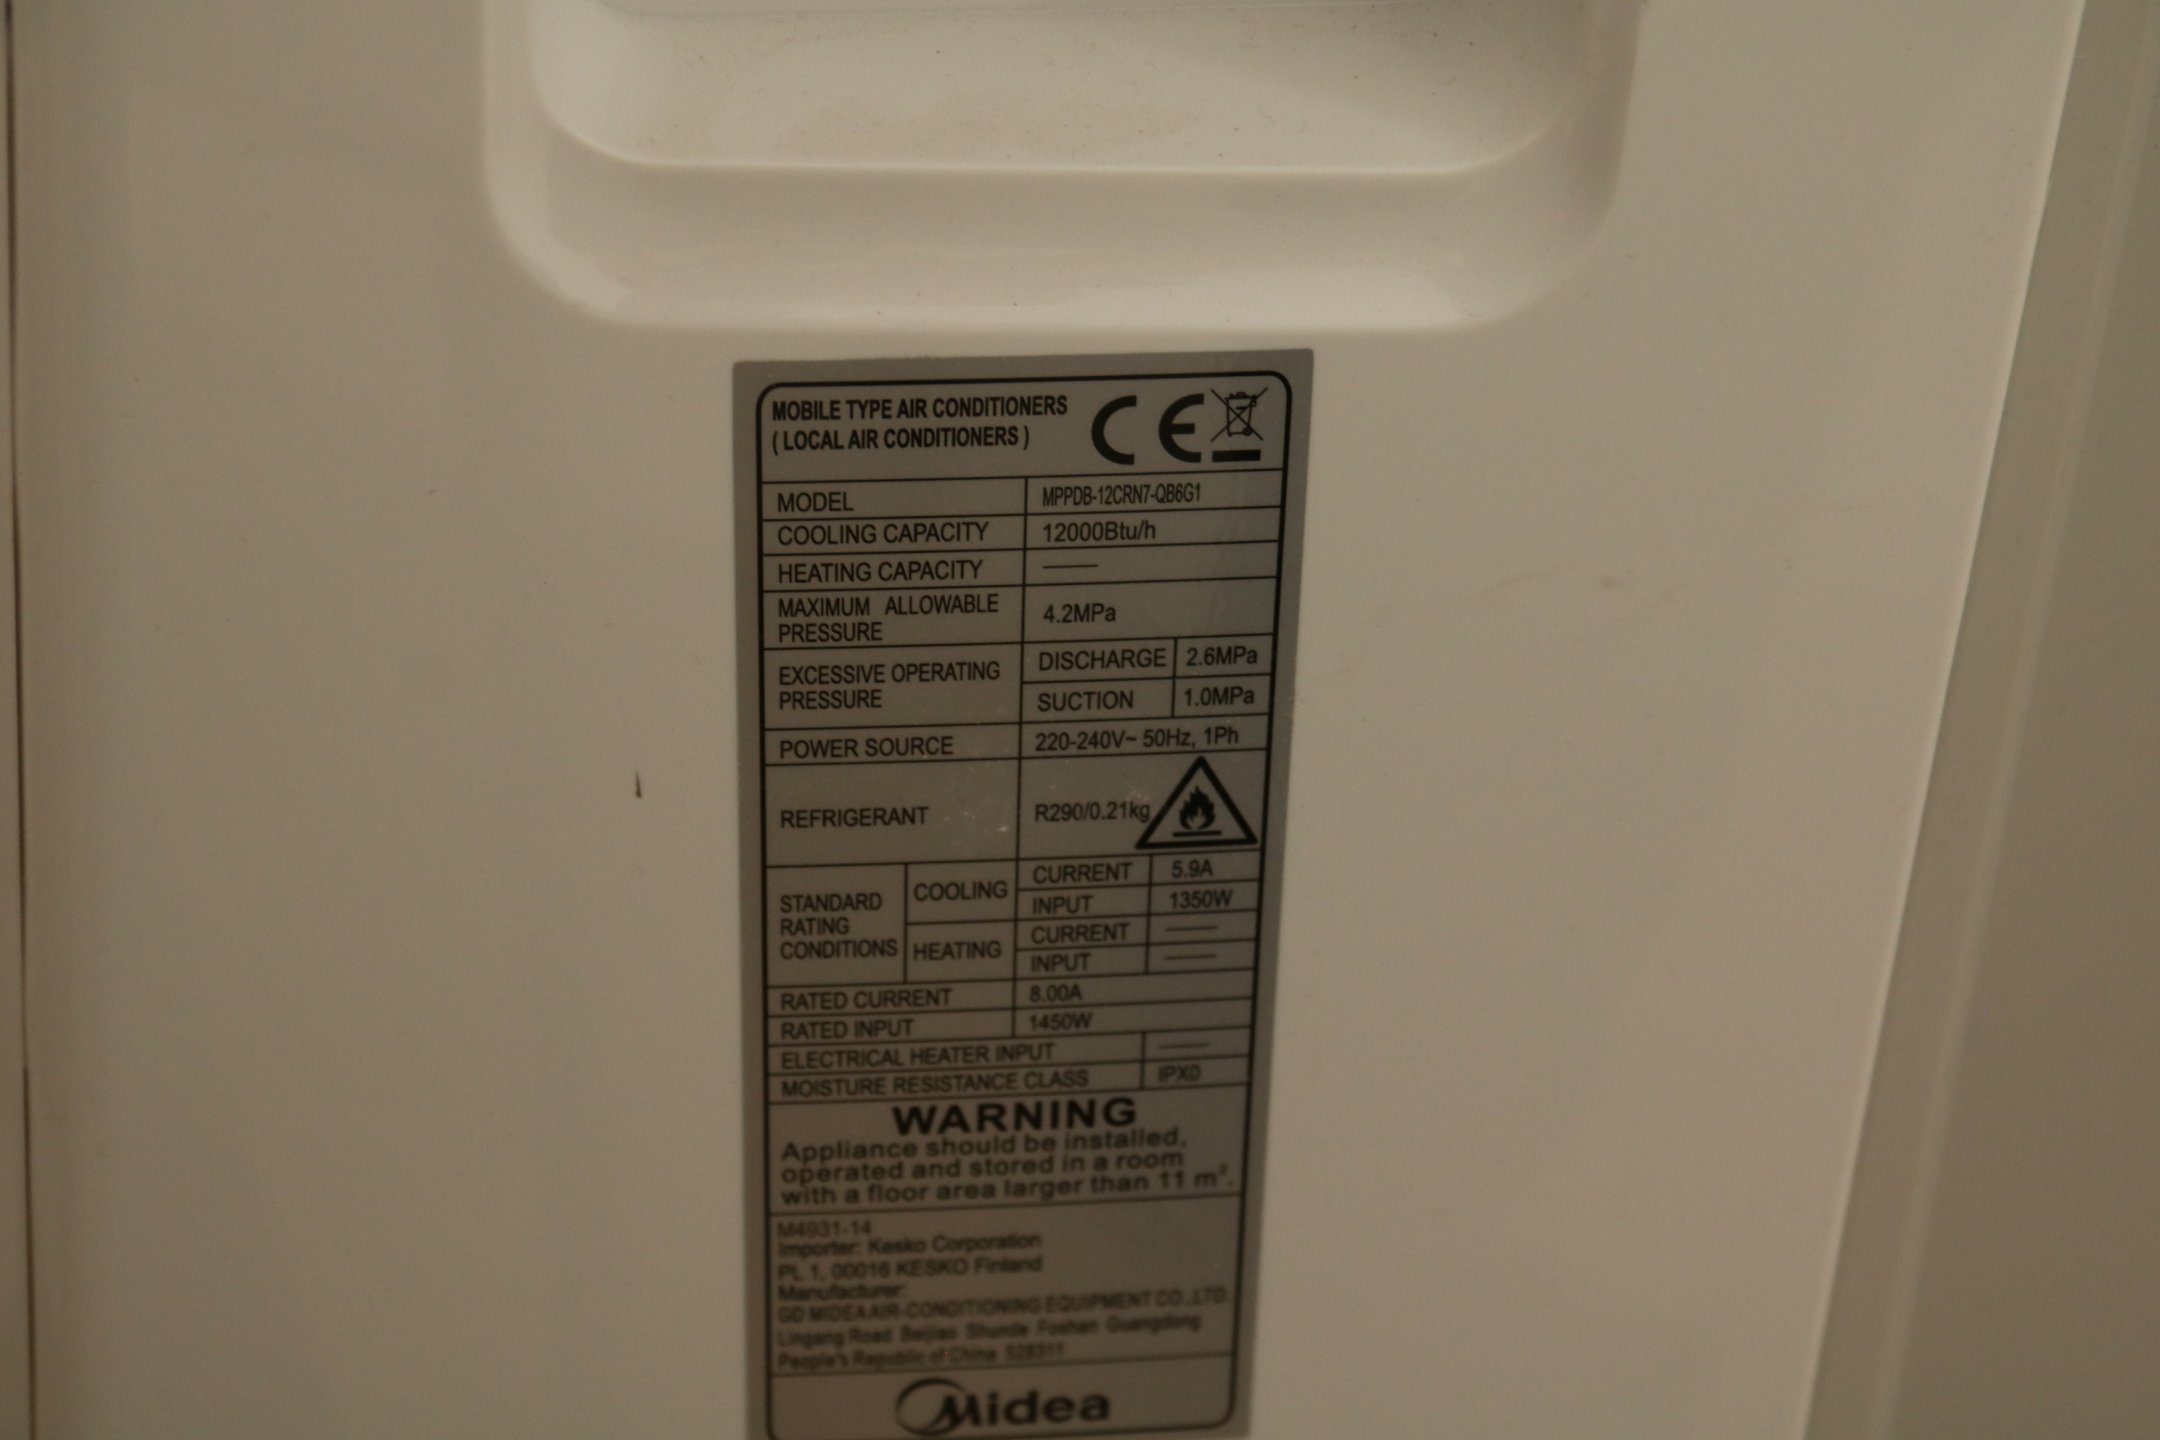 MOBILE TYPE AIR CONDITIONERS
( LOCAL AIR CONDITIONERS )
CE
MODEL MPPDB-12CRN7-QB6G1
COOLING CAPACITY 12000Btu/h
HEATING CAPACITY ——
MAXIMUM ALLOWABLE
PRESSURE
4.2MPa
EXCESSIVE OPERATING
PRESSURE
DISCHARGE 2.6MPa
SUCTION 1.0MPa
POWER SOURCE 220-240V~ 50Hz, 1Ph
REFRIGERANT R290/0.21kg
STANDARD
RATING
CONDITIONS
COOLING
CURRENT 5.9A
INPUT 1350W
HEATING
CURRENT ——
INPUT ——
RATED CURRENT 8.00A
RATED INPUT 1450W
ELECTRICAL HEATER INPUT ——
MOISTURE RESISTANCE CLASS IPX0
WARNING
Appliance should be installed,
operated and stored in a room
with a floor area larger than 11 m².
M4931-14
Importer: Kesko Corporation
PL 1, 00016 KESKO Finland
Manufacturer:
GD MIDEA AIR-CONDITIONING EQUIPMENT CO.,LTD.
Lingang Road Beijiao Shunde Foshan Guangdong
People's Republic of China 528311
Midea